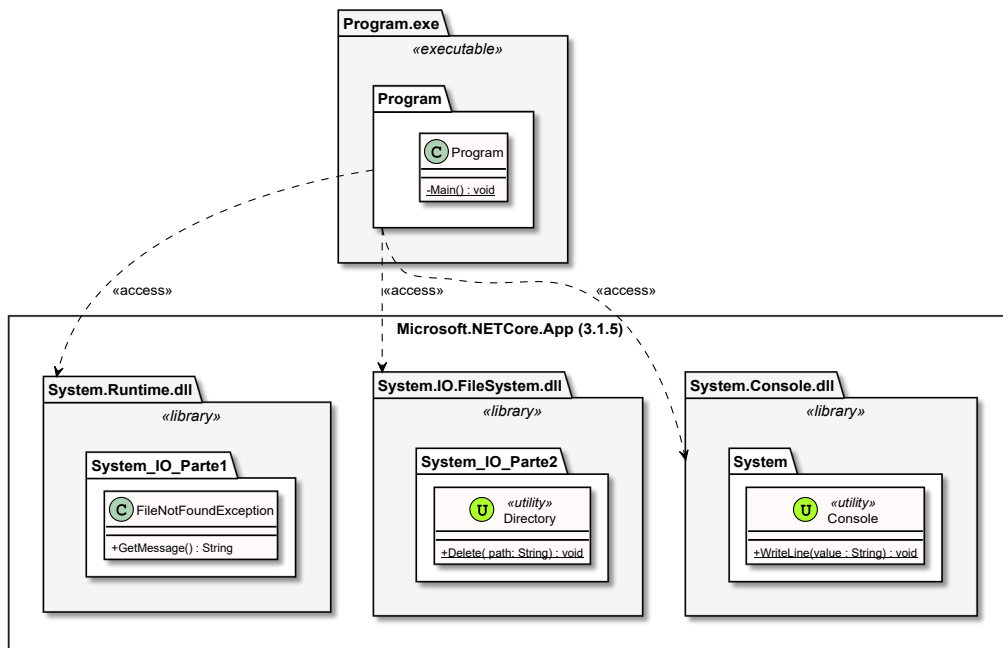 Program.exe
«executable»
Program
C Program
-Main() : void
«access»
«access»
«access»
Microsoft.NETCore.App (3.1.5)
System.Runtime.dll
«library»
System_IO_Parte1
C FileNotFoundException
+GetMessage() : String
System.IO.FileSystem.dll
«library»
System_IO_Parte2
U «utility»
Directory
+Delete( path: String) : void
System.Console.dll
«library»
System
U «utility»
Console
+WriteLine(value : String) : void